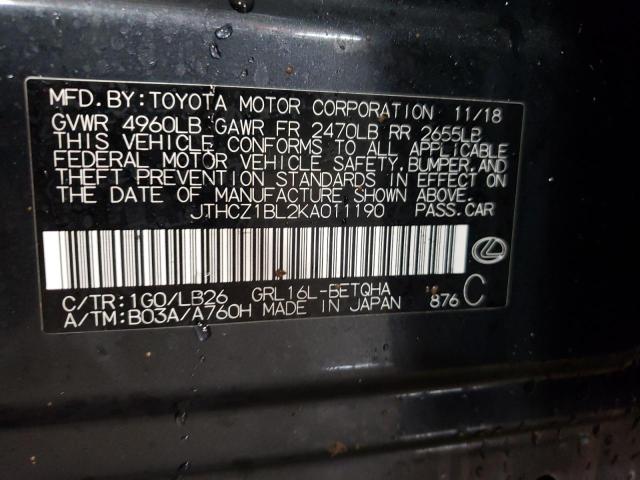 MFD. BY: TOYOTA MOTOR CORPORATION 11/18
GVWR 4960LB GAWR FR 2470LB RR 2655LB
THIS VEHICLE CONFORMS TO ALL APPLICABLE
FEDERAL MOTOR VEHICLE SAFETY, BUMPER, AND
THEFT PREVENTION STANDARDS IN EFFECT ON
THE DATE OF MANUFACTURE SHOWN ABOVE.
JTHCZ1BL2KA011190 PASS. CAR
C/TR: 1G0/LB26 GRL16L-BETQHA
A/TM: B03A/A760H MADE IN JAPAN 876 C